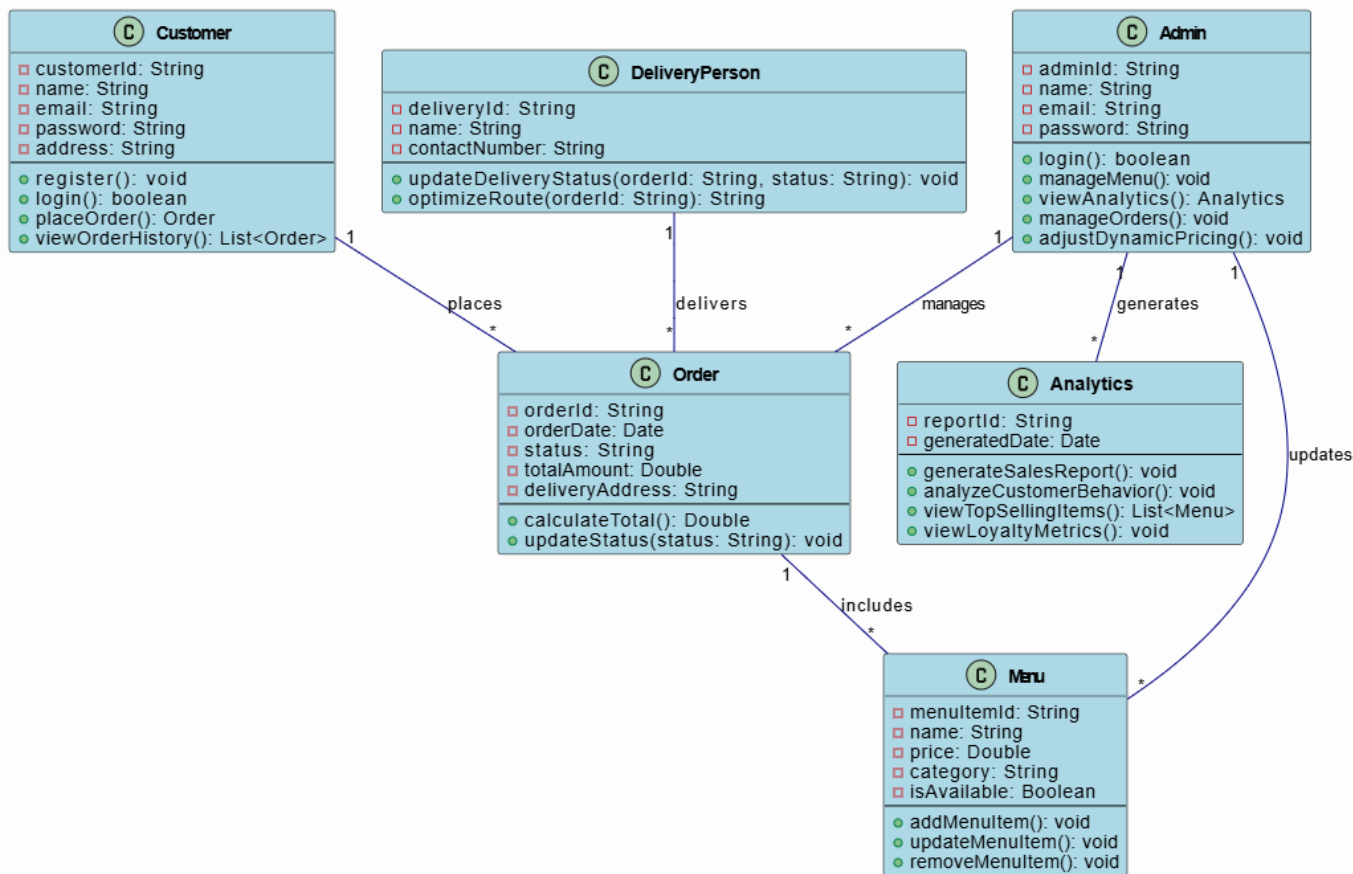 C Customer
customerId: String
name: String
email: String
password: String
address: String
register(): void
login(): boolean
placeOrder(): Order
viewOrderHistory(): List<Order>
C DeliveryPerson
deliveryId: String
name: String
contactNumber: String
updateDeliveryStatus(orderId: String, status: String): void
optimizeRoute(orderId: String): String
C Admin
adminId: String
name: String
email: String
password: String
login(): boolean
manageMenu(): void
viewAnalytics(): Analytics
manageOrders(): void
adjustDynamicPricing(): void
1
places
*
1
delivers
*
1
manages
*
1
generates
*
1
updates
*
C Order
orderId: String
orderDate: Date
status: String
totalAmount: Double
deliveryAddress: String
calculateTotal(): Double
updateStatus(status: String): void
C Analytics
reportId: String
generatedDate: Date
generateSalesReport(): void
analyzeCustomerBehavior(): void
viewTopSellingItems(): List<Menu>
viewLoyaltyMetrics(): void
1
includes
*
C Menu
menuItemId: String
name: String
price: Double
category: String
isAvailable: Boolean
addMenuItem(): void
updateMenuItem(): void
removeMenuItem(): void